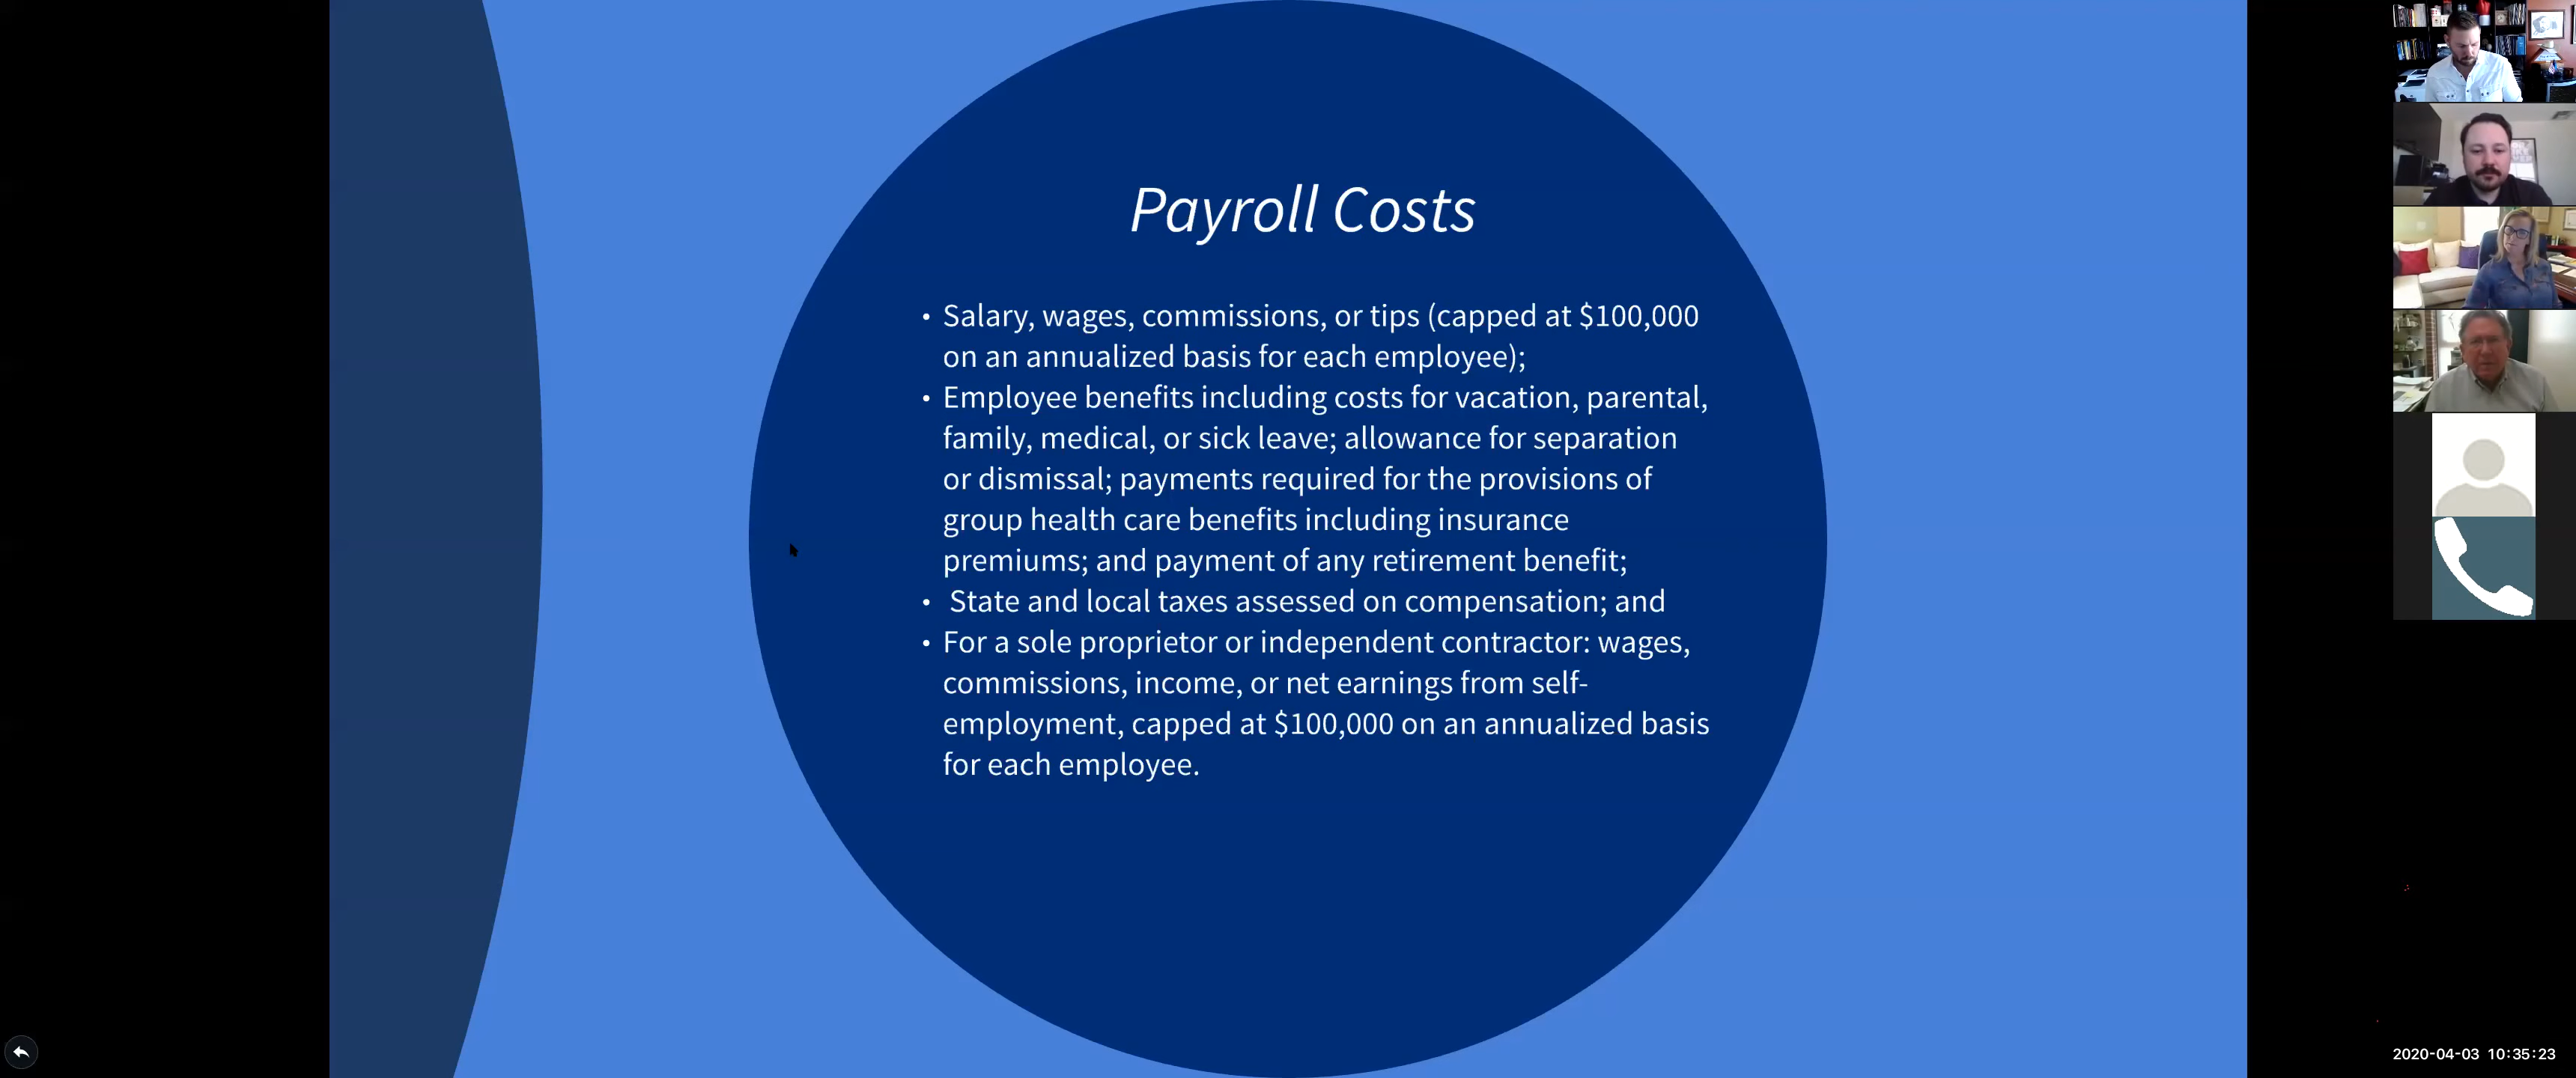 Payroll Costs
• Salary, wages, commissions, or tips (capped at $100,000
on an annualized basis for each employee);
• Employee benefits including costs for vacation, parental,
family, medical, or sick leave; allowance for separation
or dismissal; payments required for the provisions of
group health care benefits including insurance
premiums; and payment of any retirement benefit;
• State and local taxes assessed on compensation; and
• For a sole proprietor or independent contractor: wages,
commissions, income, or net earnings from self-
employment, capped at $100,000 on an annualized basis
for each employee.
2020-04-03 10:35:23